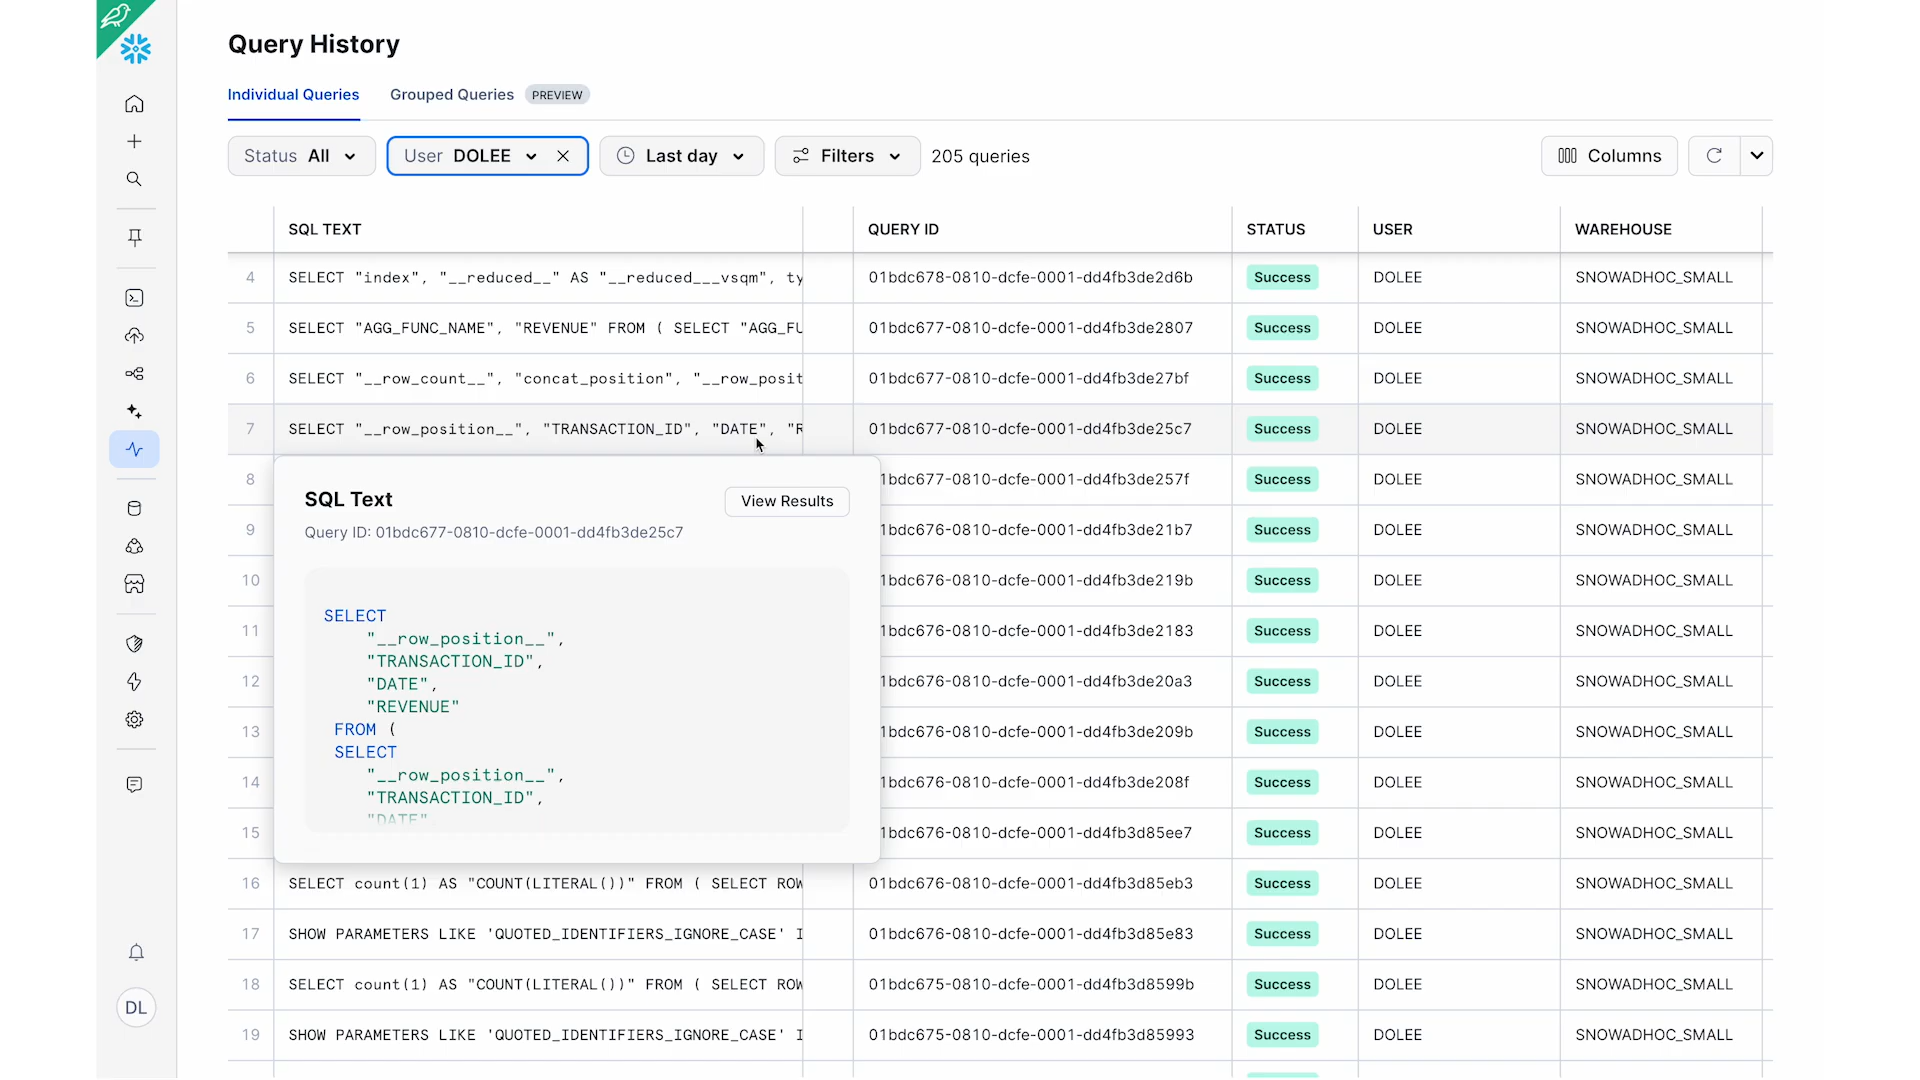 Query History
Individual Queries Grouped Queries PREVIEW
Status All User DOLEE Last day Filters 205 queries Columns
SQL TEXT QUERY ID STATUS USER WAREHOUSE
4 SELECT "index", "__reduced__" AS "__reduced___vsqm", ty 01bdc678-0810-dcfe-0001-dd4fb3de2d6b Success DOLEE SNOWADHOC_SMALL
5 SELECT "AGG_FUNC_NAME", "REVENUE" FROM ( SELECT "AGG_FU 01bdc677-0810-dcfe-0001-dd4fb3de2807 Success DOLEE SNOWADHOC_SMALL
6 SELECT "__row_count__", "concat_position", "__row_posit 01bdc677-0810-dcfe-0001-dd4fb3de27bf Success DOLEE SNOWADHOC_SMALL
7 SELECT "__row_position__", "TRANSACTION_ID", "DATE", "R 01bdc677-0810-dcfe-0001-dd4fb3de25c7 Success DOLEE SNOWADHOC_SMALL
8 1bdc677-0810-dcfe-0001-dd4fb3de257f Success DOLEE SNOWADHOC_SMALL
SQL Text View Results
Query ID: 01bdc677-0810-dcfe-0001-dd4fb3de25c7
9 1bdc676-0810-dcfe-0001-dd4fb3de21b7 Success DOLEE SNOWADHOC_SMALL
10 1bdc676-0810-dcfe-0001-dd4fb3de219b Success DOLEE SNOWADHOC_SMALL
11 1bdc676-0810-dcfe-0001-dd4fb3de2183 Success DOLEE SNOWADHOC_SMALL
12 1bdc676-0810-dcfe-0001-dd4fb3de20a3 Success DOLEE SNOWADHOC_SMALL
13 1bdc676-0810-dcfe-0001-dd4fb3de209b Success DOLEE SNOWADHOC_SMALL
14 1bdc676-0810-dcfe-0001-dd4fb3de208f Success DOLEE SNOWADHOC_SMALL
15 1bdc676-0810-dcfe-0001-dd4fb3d85ee7 Success DOLEE SNOWADHOC_SMALL
SELECT
"__row_position__",
"TRANSACTION_ID",
"DATE",
"REVENUE"
FROM (
SELECT
"__row_position__",
"TRANSACTION_ID",
"DATE"
16 SELECT count(1) AS "COUNT(LITERAL())" FROM ( SELECT ROW 01bdc676-0810-dcfe-0001-dd4fb3d85eb3 Success DOLEE SNOWADHOC_SMALL
17 SHOW PARAMETERS LIKE 'QUOTED_IDENTIFIERS_IGNORE_CASE' I 01bdc676-0810-dcfe-0001-dd4fb3d85e83 Success DOLEE SNOWADHOC_SMALL
18 SELECT count(1) AS "COUNT(LITERAL())" FROM ( SELECT ROW 01bdc675-0810-dcfe-0001-dd4fb3d8599b Success DOLEE SNOWADHOC_SMALL
19 SHOW PARAMETERS LIKE 'QUOTED_IDENTIFIERS_IGNORE_CASE' I 01bdc675-0810-dcfe-0001-dd4fb3d85993 Success DOLEE SNOWADHOC_SMALL
DL